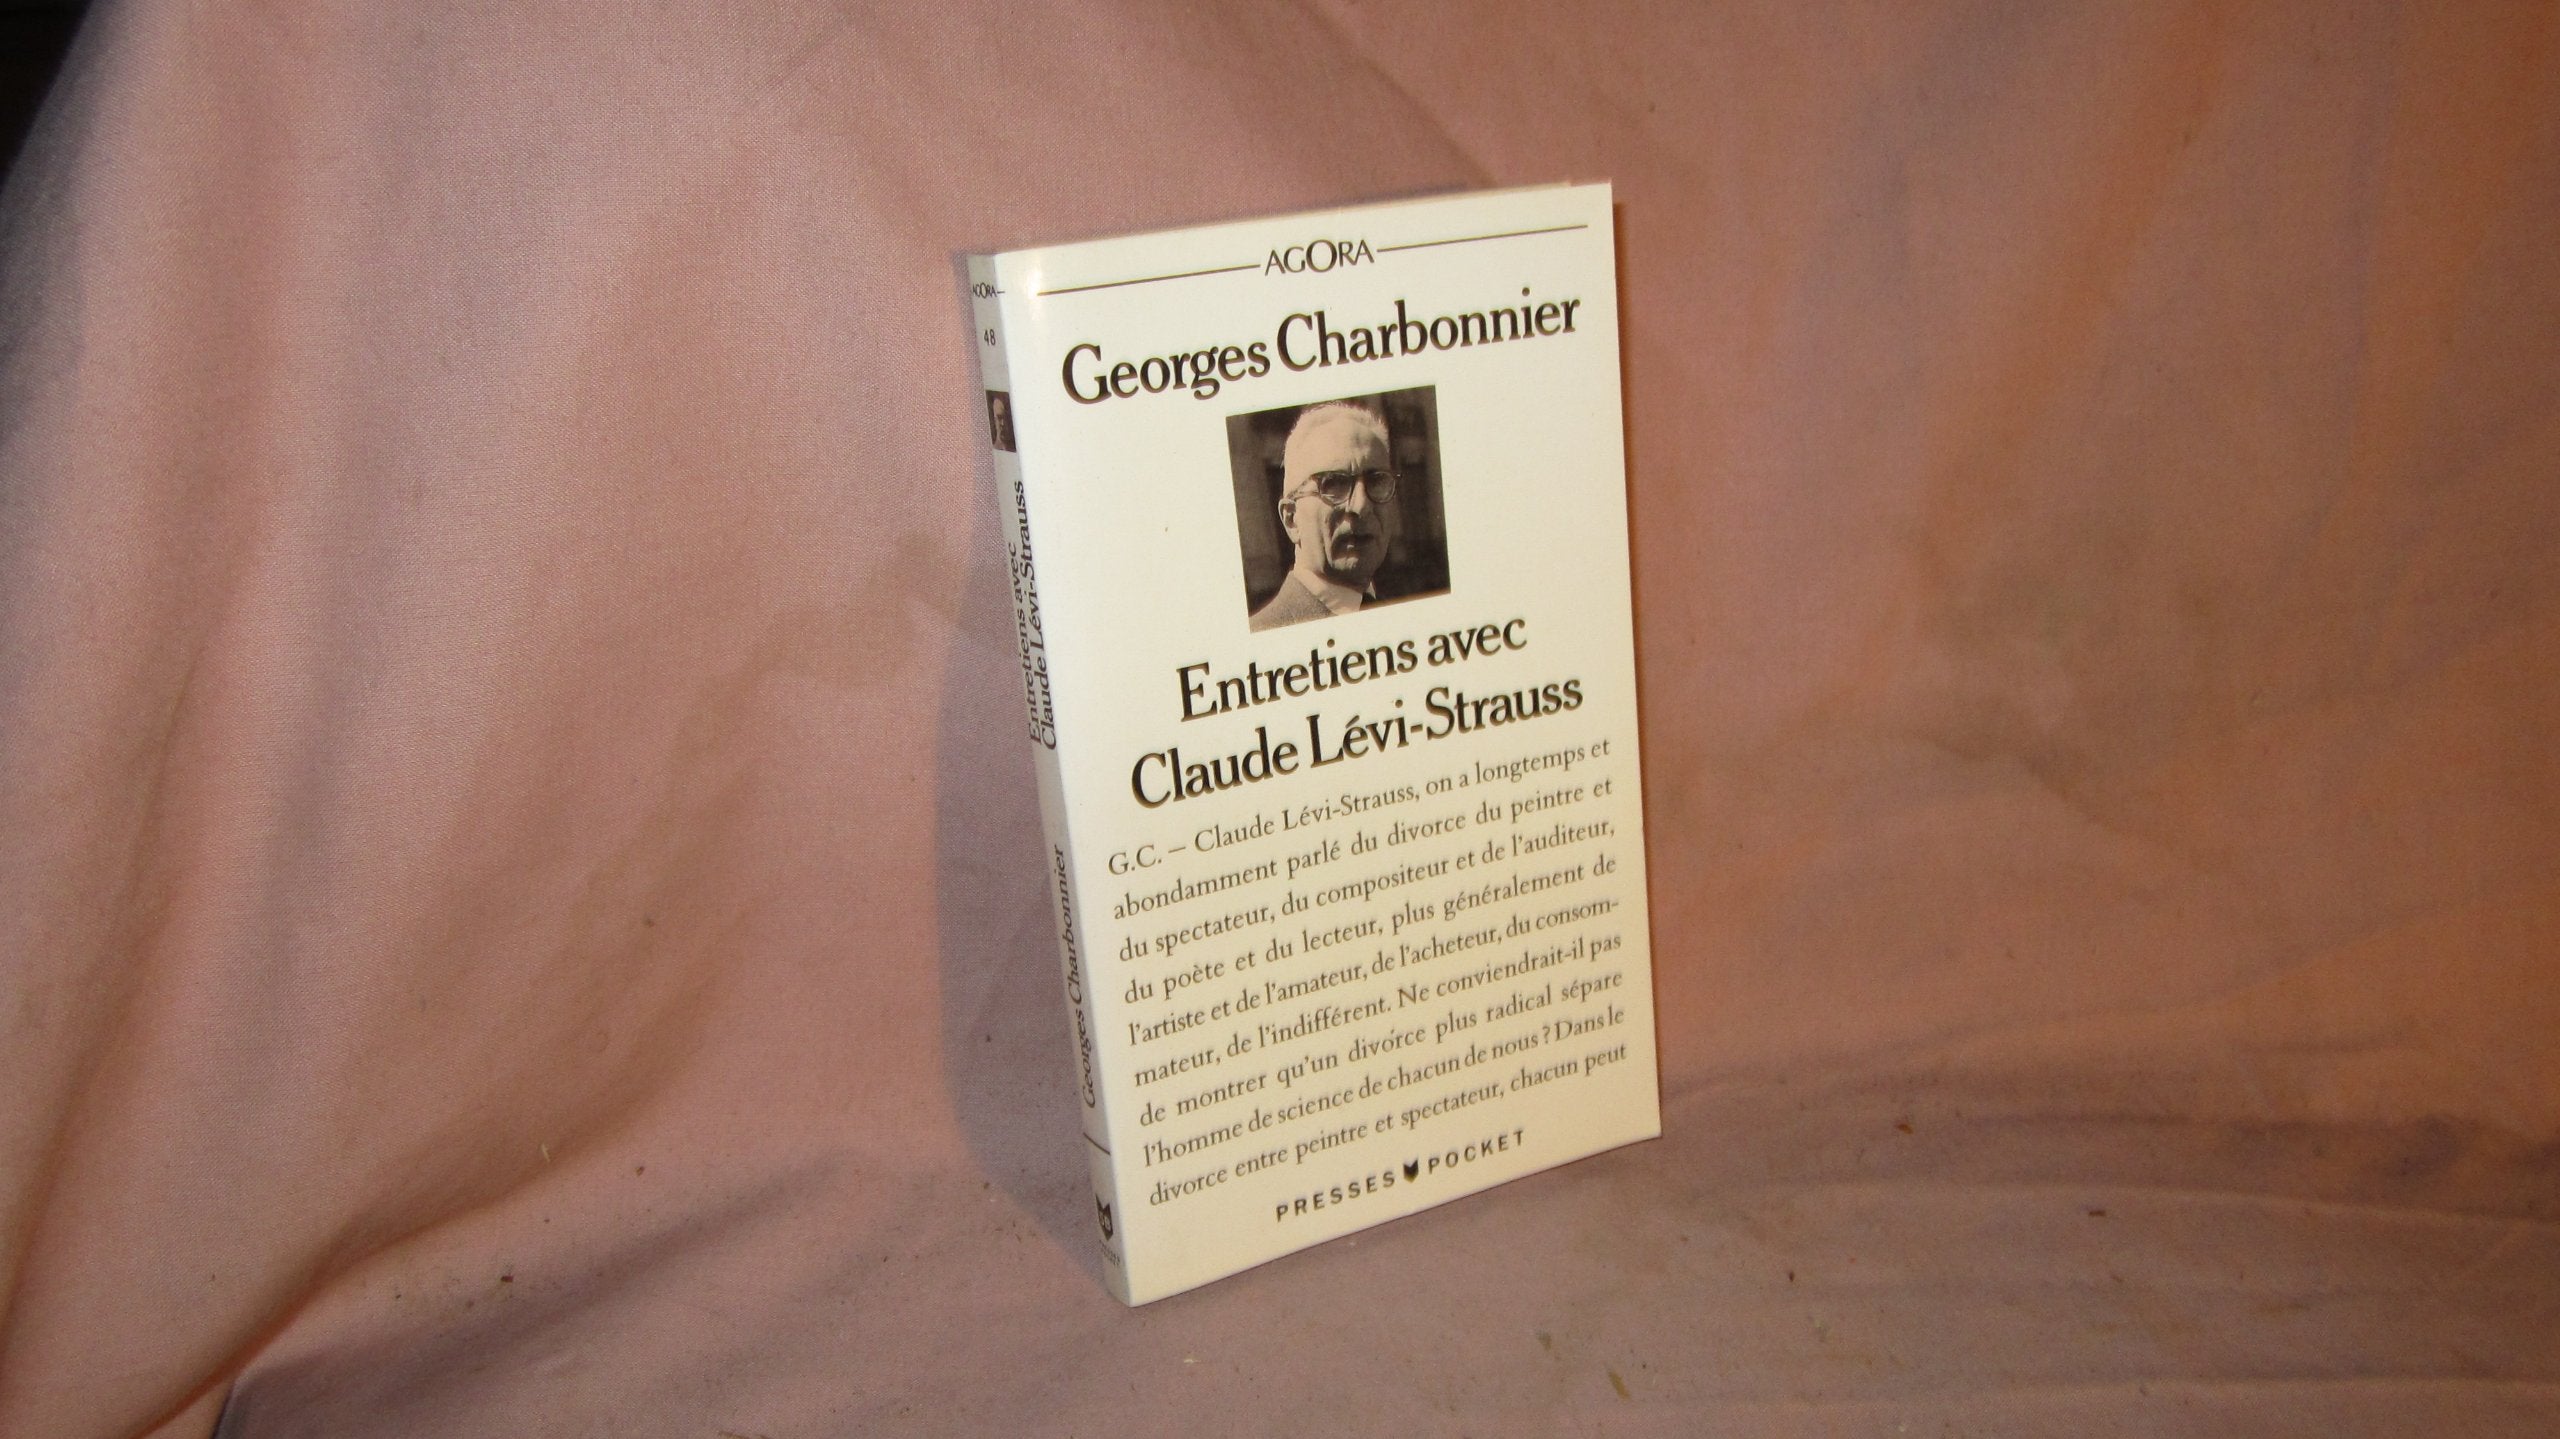 AGORA
Georges Charbonnier
Entretiens avec
Claude Lévi-Strauss
G.C. – Claude Lévi-Strauss, on a longtemps et
abondamment parlé du divorce du peintre et
du spectateur, du compositeur et de l'auditeur,
du poète et du lecteur, plus généralement de
l'artiste et de l'amateur, de l'acheteur, du consom-
mateur, de l'indifférent. Ne conviendrait-il pas
de montrer qu'un divorce plus radical sépare
l'homme de science de chacun de nous ? Dans le
divorce entre peintre et spectateur, chacun peut
PRESSES POCKET
AGORA
48
Entretiens avec
Claude Lévi-Strauss
Georges Charbonnier